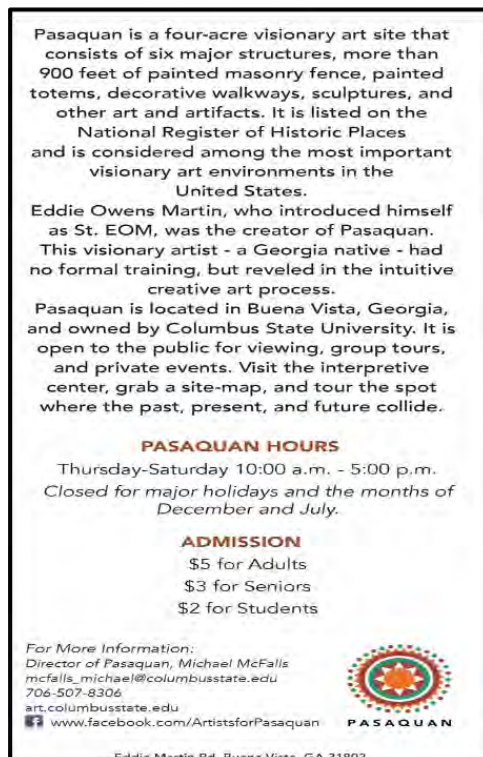 Pasaquan is a four-acre visionary art site that
consists of six major structures, more than
900 feet of painted masonry fence, painted
totems, decorative walkways, sculptures, and
other art and artifacts. It is listed on the
National Register of Historic Places
and is considered among the most important
visionary art environments in the
United States.
Eddie Owens Martin, who introduced himself
as St. EOM, was the creator of Pasaquan.
This visionary artist - a Georgia native - had
no formal training, but reveled in the intuitive
creative art process.
Pasaquan is located in Buena Vista, Georgia,
and owned by Columbus State University. It is
open to the public for viewing, group tours,
and private events. Visit the interpretive
center, grab a site-map, and tour the spot
where the past, present, and future collide.
PASAQUAN HOURS
Thursday-Saturday 10:00 a.m. - 5:00 p.m.
Closed for major holidays and the months of
December and July.
ADMISSION
$5 for Adults
$3 for Seniors
$2 for Students
For More Information:
Director of Pasaquan, Michael McFalls
mcfalls_michael@columbusstate.edu
706-507-8306
art.columbusstate.edu
www.facebook.com/ArtistsforPasaquan
PASAQUAN
Eddie Martin Rd, Buena Vista, GA 31803